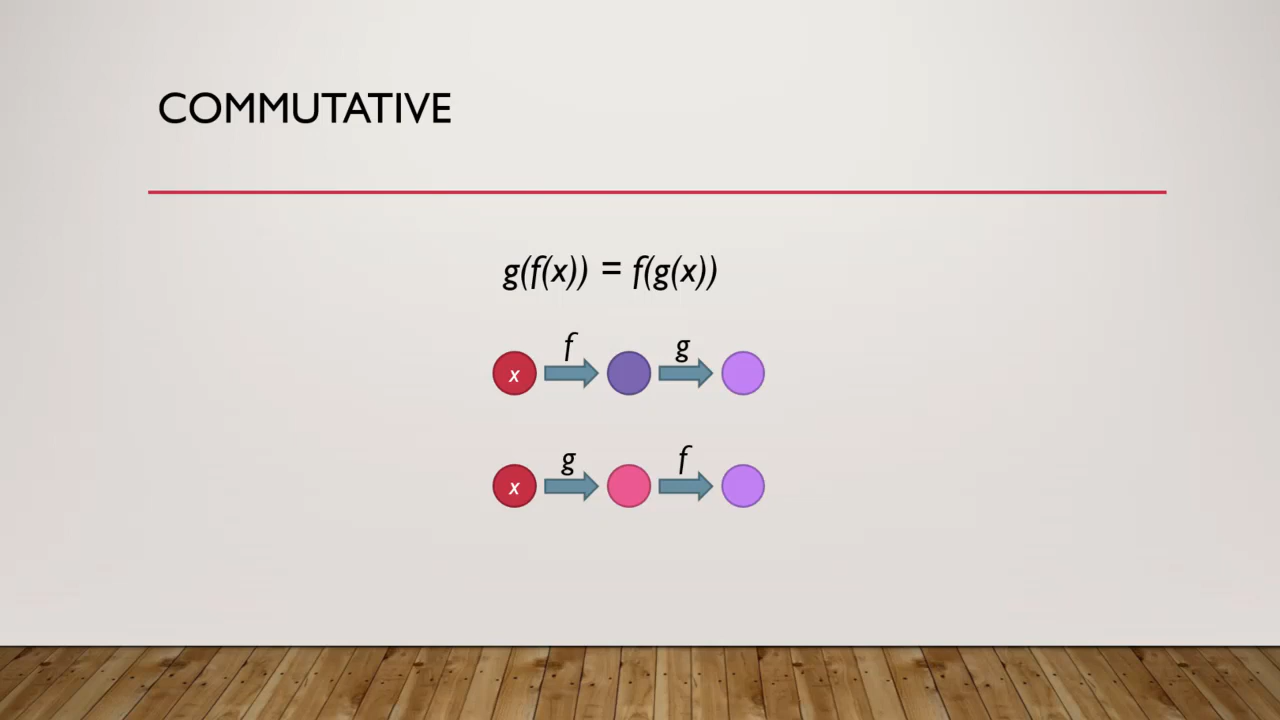 COMMUTATIVE
g(f(x)) = f(g(x))
f g
x
g f
x